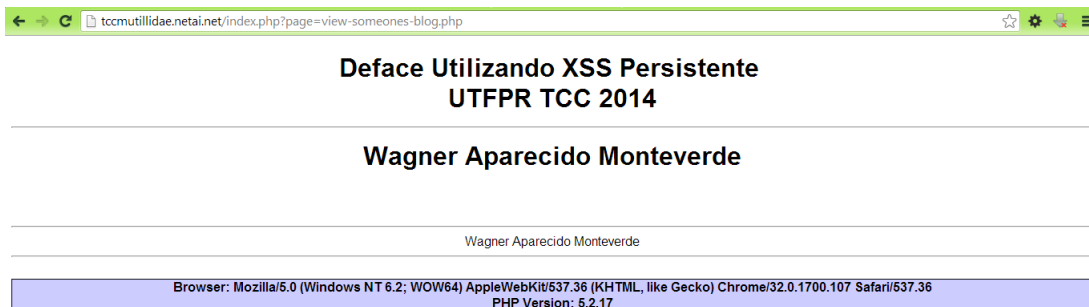 tccmutillidae.netai.net/index.php?page=view-someones-blog.php
Deface Utilizando XSS Persistente
UTFPR TCC 2014
Wagner Aparecido Monteverde
Wagner Aparecido Monteverde
Browser: Mozilla/5.0 (Windows NT 6.2; WOW64) AppleWebKit/537.36 (KHTML, like Gecko) Chrome/32.0.1700.107 Safari/537.36
PHP Version: 5.2.17